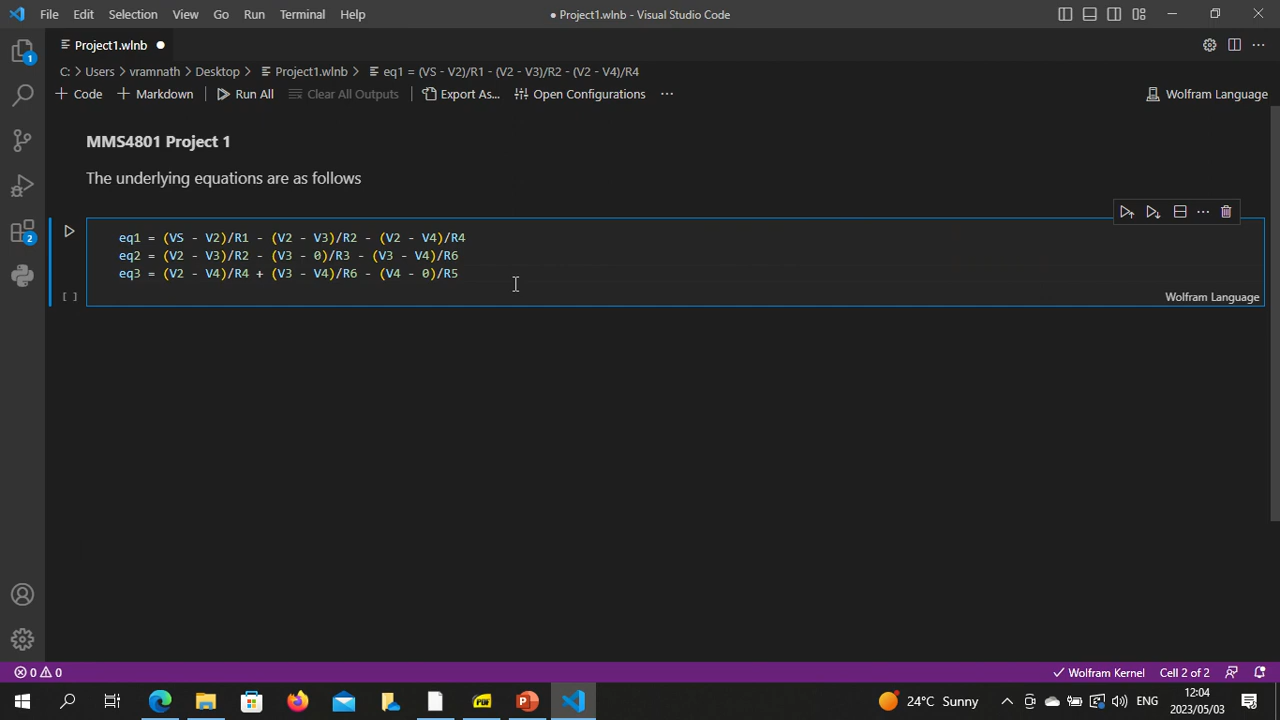 File Edit Selection View Go Run Terminal Help
● Project1.wlnb - Visual Studio Code
Project1.wlnb ●
C: > Users > vramnath > Desktop > Project1.wlnb > eq1 = (VS - V2)/R1 - (V2 - V3)/R2 - (V2 - V4)/R4
+ Code + Markdown Run All Clear All Outputs Export As... Open Configurations ... Wolfram Language
MMS4801 Project 1
The underlying equations are as follows
eq1 = (VS - V2)/R1 - (V2 - V3)/R2 - (V2 - V4)/R4
eq2 = (V2 - V3)/R2 - (V3 - 0)/R3 - (V3 - V4)/R6
eq3 = (V2 - V4)/R4 + (V3 - V4)/R6 - (V4 - 0)/R5
[ ]
Wolfram Language
1
2
0 0
Wolfram Kernel Cell 2 of 2
24°C Sunny
ENG
12:04
2023/05/03